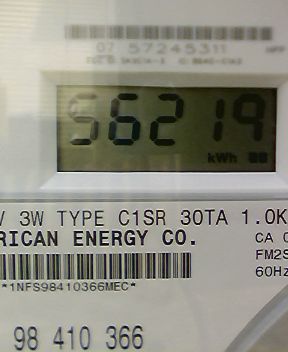 07 57245311
56219
kWh
V 3W TYPE C1SR 30TA 1.0K
RICAN ENERGY CO.
CA 0
FM2S
60Hz
*1NFS98410366MEC*
98 410 366